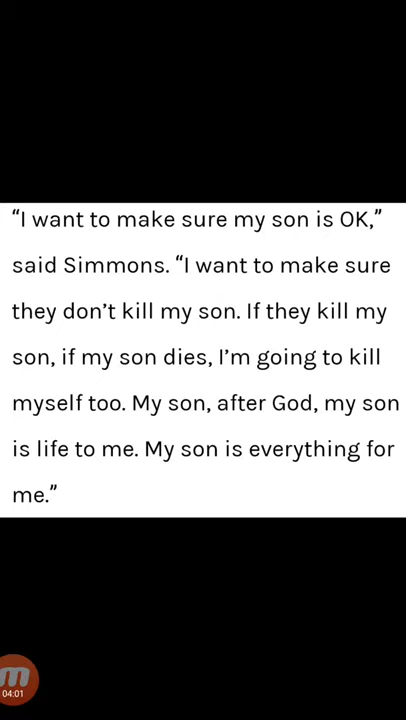 “I want to make sure my son is OK,”
said Simmons. “I want to make sure
they don’t kill my son. If they kill my
son, if my son dies, I’m going to kill
myself too. My son, after God, my son
is life to me. My son is everything for
me.”
04:01